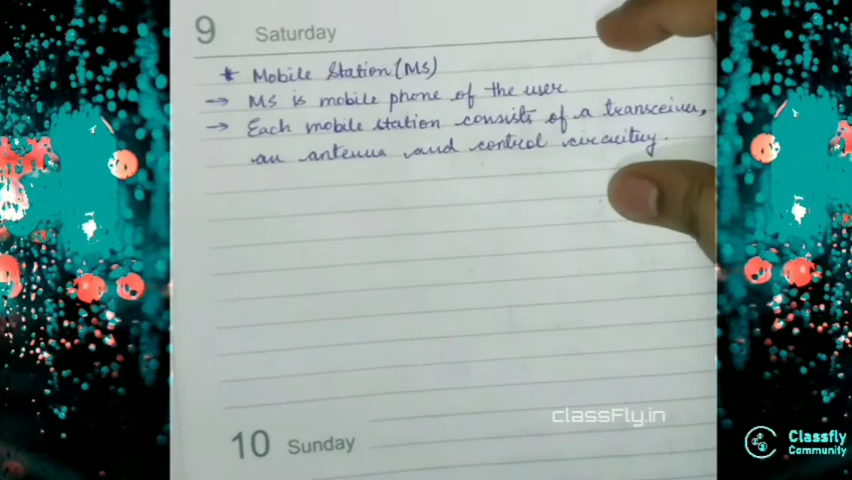 9 Saturday
* Mobile Station (MS)
→ MS is mobile phone of the user
→ Each mobile station consists of a transceiver,
an antenna and control circuitry.
classFly.in
10 Sunday
Classfly
Community